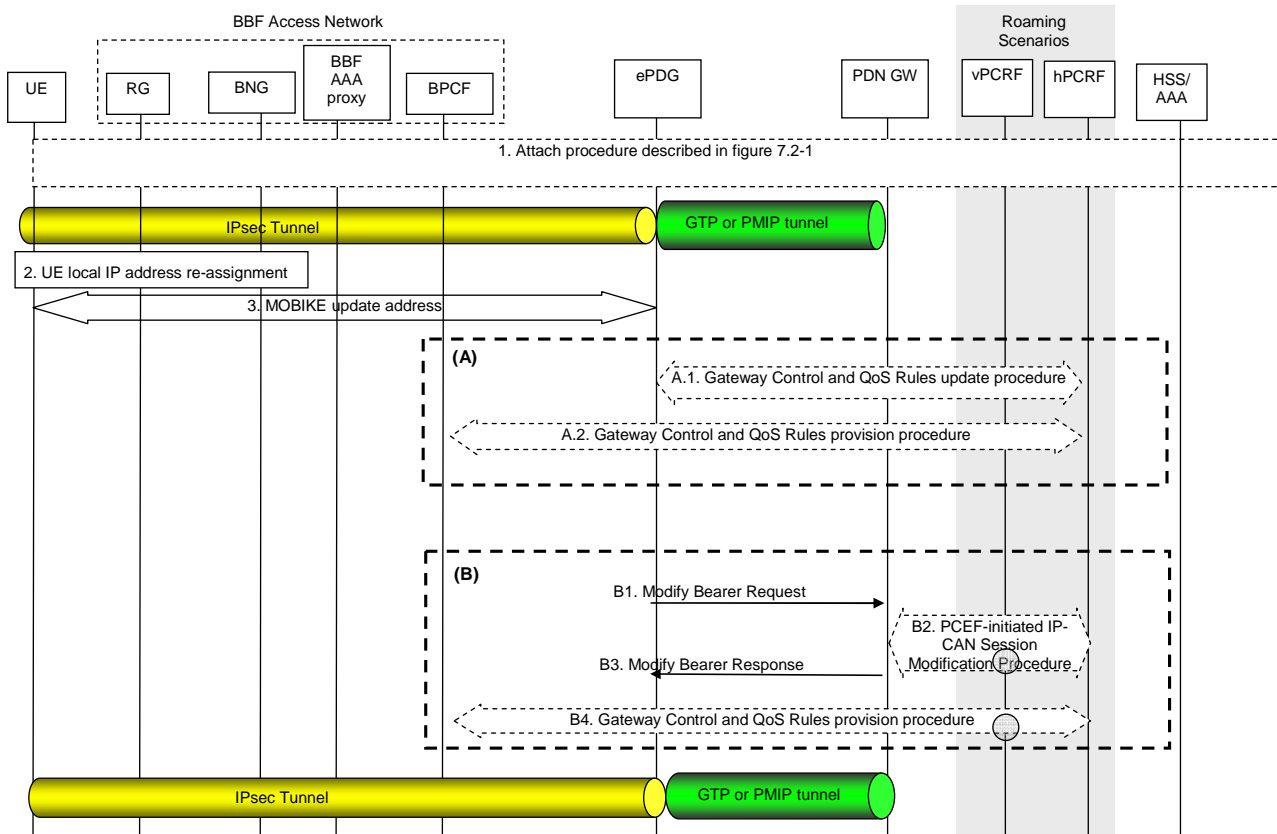 BBF Access Network
Roaming
Scenarios
UE
RG
BNG
BBF
AAA
proxy
BPCF
ePDG
PDN GW
vPCRF
hPCRF
HSS/
AAA
1. Attach procedure described in figure 7.2-1
IPsec Tunnel
GTP or PMIP tunnel
2. UE local IP address re-assignment
3. MOBIKE update address
(A)
A.1. Gateway Control and QoS Rules update procedure
A.2. Gateway Control and QoS Rules provision procedure
(B)
B1. Modify Bearer Request
B2. PCEF-initiated IP-
CAN Session
Modification Procedure
B3. Modify Bearer Response
B4. Gateway Control and QoS Rules provision procedure
IPsec Tunnel
GTP or PMIP tunnel